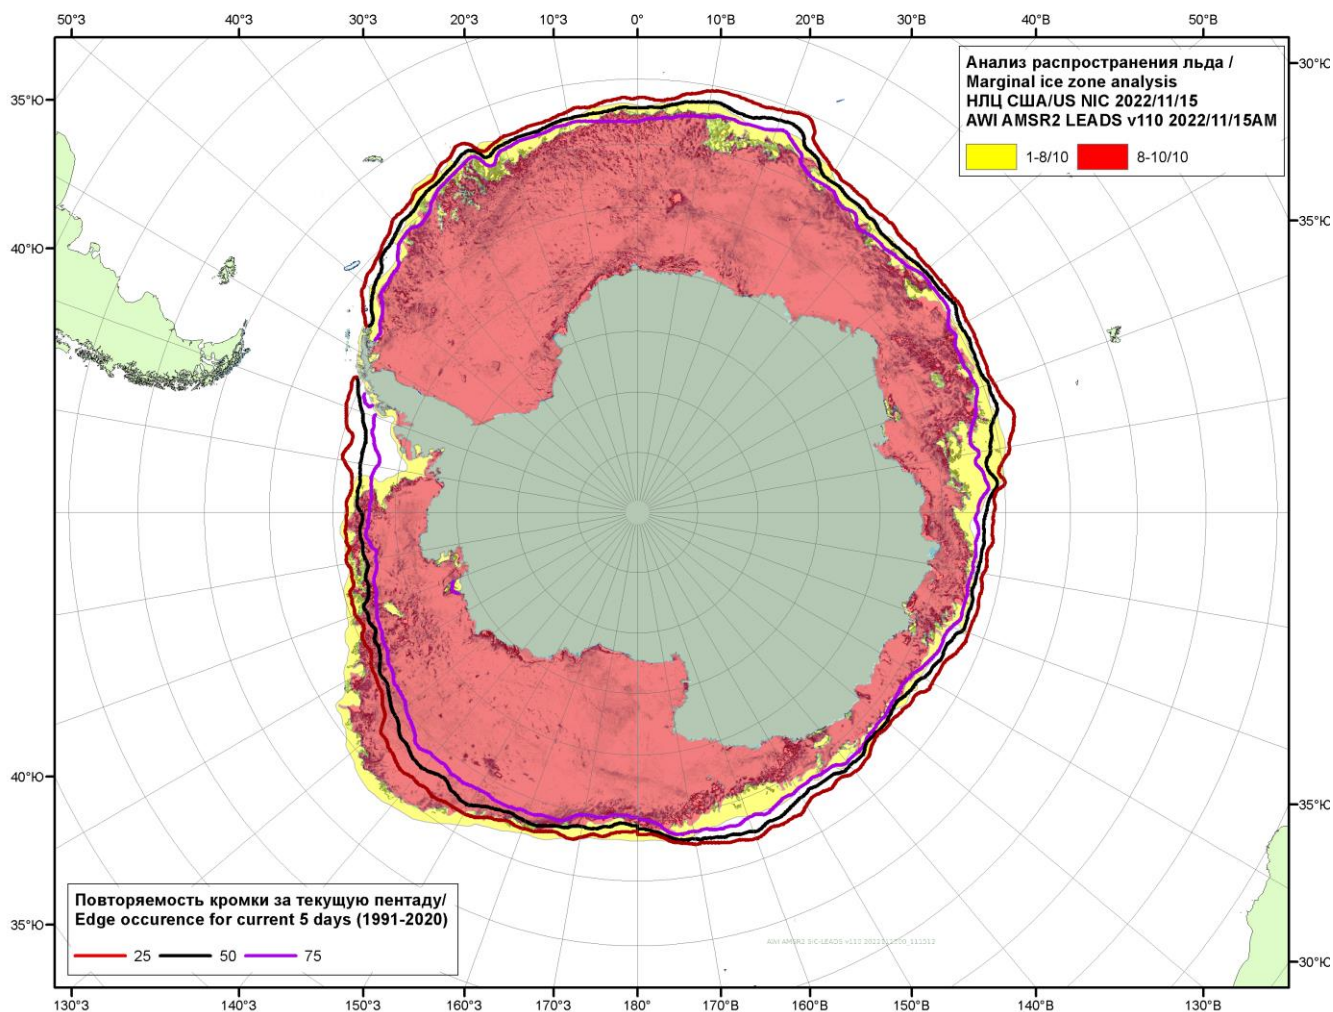 50°З 40°З 30°З 20°З 10°З 0° 10°В 20°В 30°В 40°В 50°В
Анализ распространения льда /
Marginal ice zone analysis
НЛЦ США/US NIC 2022/11/15
AWI AMSR2 LEADS v110 2022/11/15AM
1-8/10 8-10/10
30°Ю
35°Ю
35°Ю
40°Ю
40°Ю
35°Ю
35°Ю
30°Ю
Повторяемость кромки за текущую пентаду/
Edge occurence for current 5 days (1991-2020)
25 50 75
130°З 140°З 150°З 160°З 170°З 180° 170°В 160°В 150°В 140°В 130°В